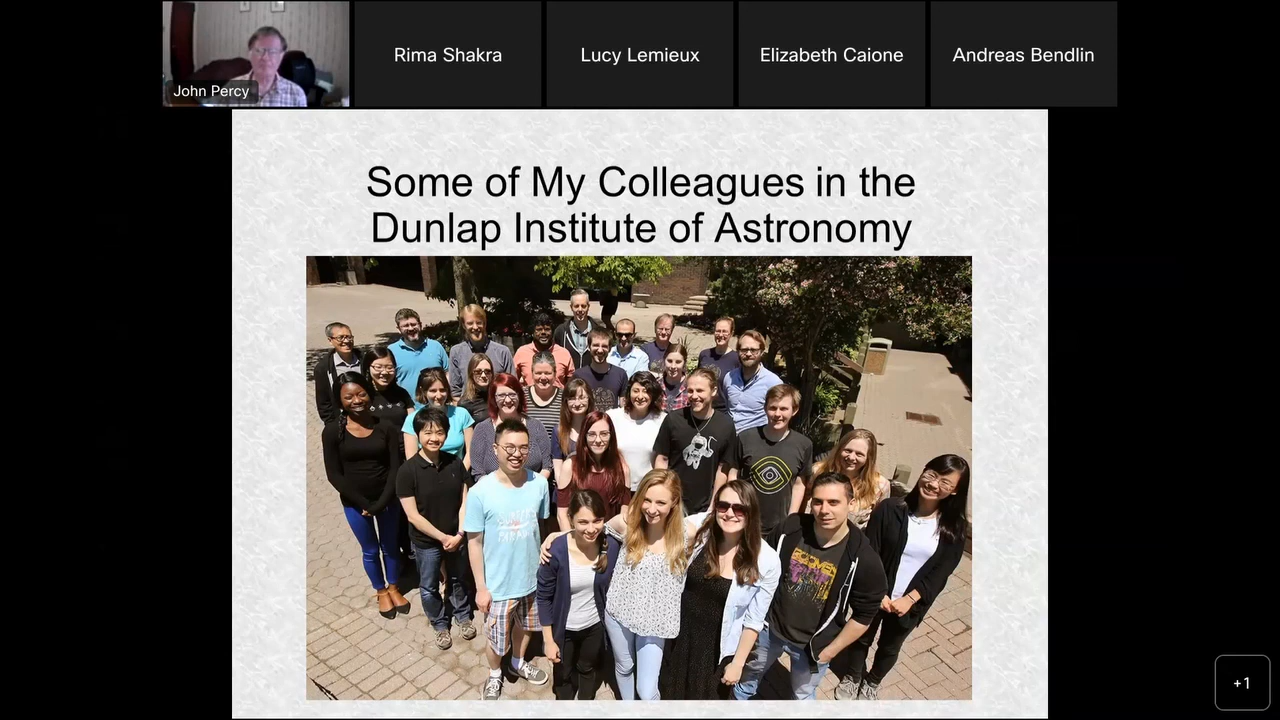 John Percy
Rima Shakra
Lucy Lemieux
Elizabeth Caione
Andreas Bendlin
Some of My Colleagues in the
Dunlap Institute of Astronomy
+1